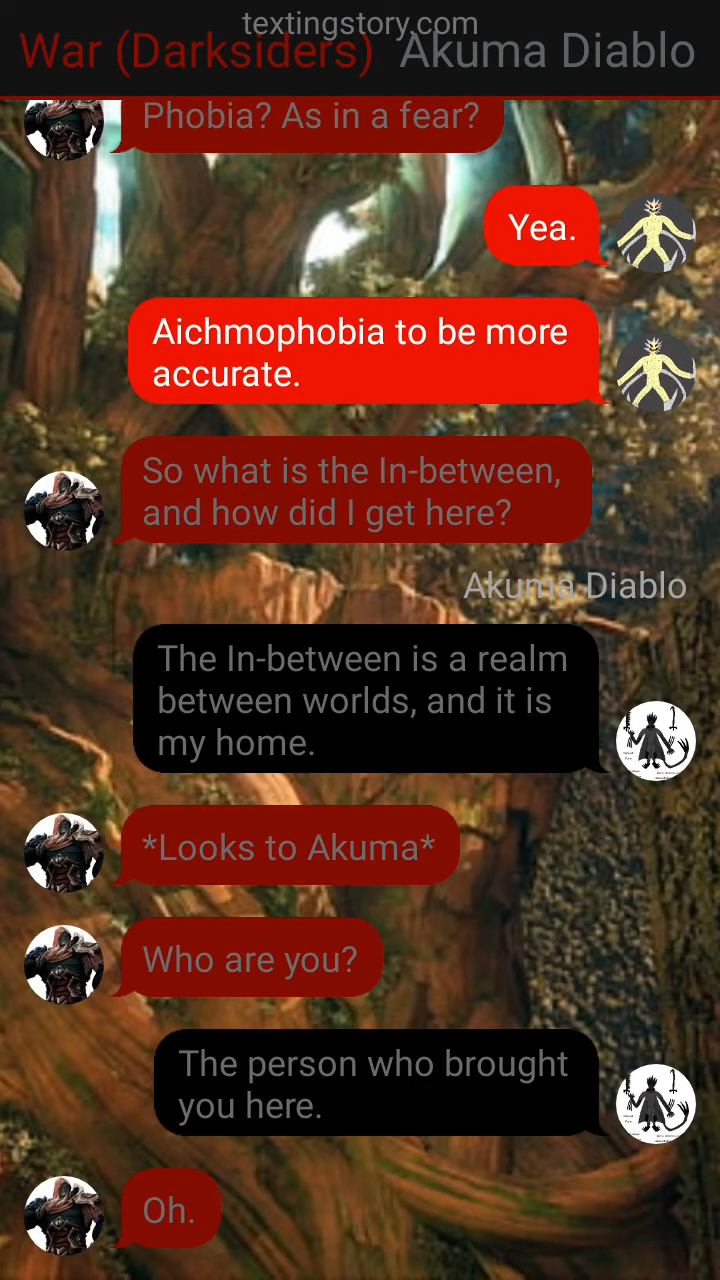 textingstory.com
War (Darksiders) Akuma Diablo
Phobia? As in a fear?
Yea.
Aichmophobia to be more
accurate.
So what is the In-between,
and how did I get here?
Akuma Diablo
The In-between is a realm
between worlds, and it is
my home.
*Looks to Akuma*
Who are you?
The person who brought
you here.
Oh.